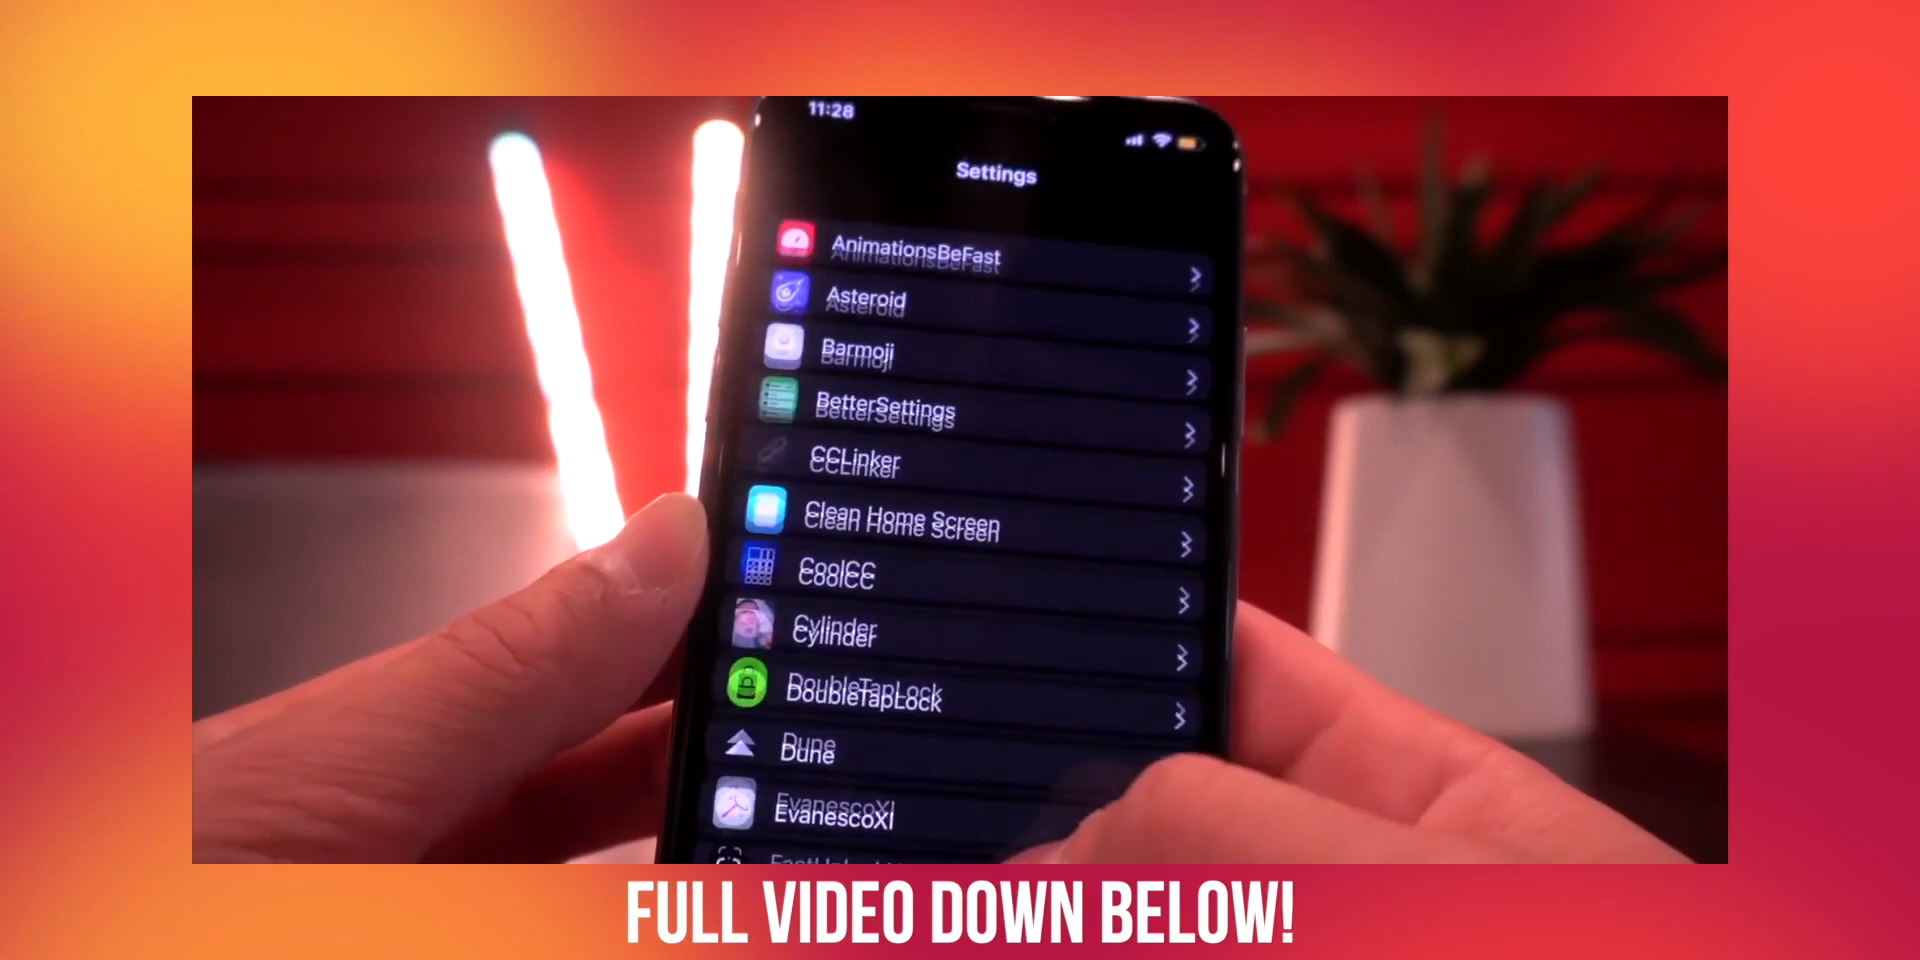 11:28
Settings
AnimationsBeFast
Asteroid
Barmoji
BetterSettings
CCLinker
Clean Home Screen
CoolCC
Cylinder
DoubleTapLock
Dune
EvanescoXI
FULL VIDEO DOWN BELOW!